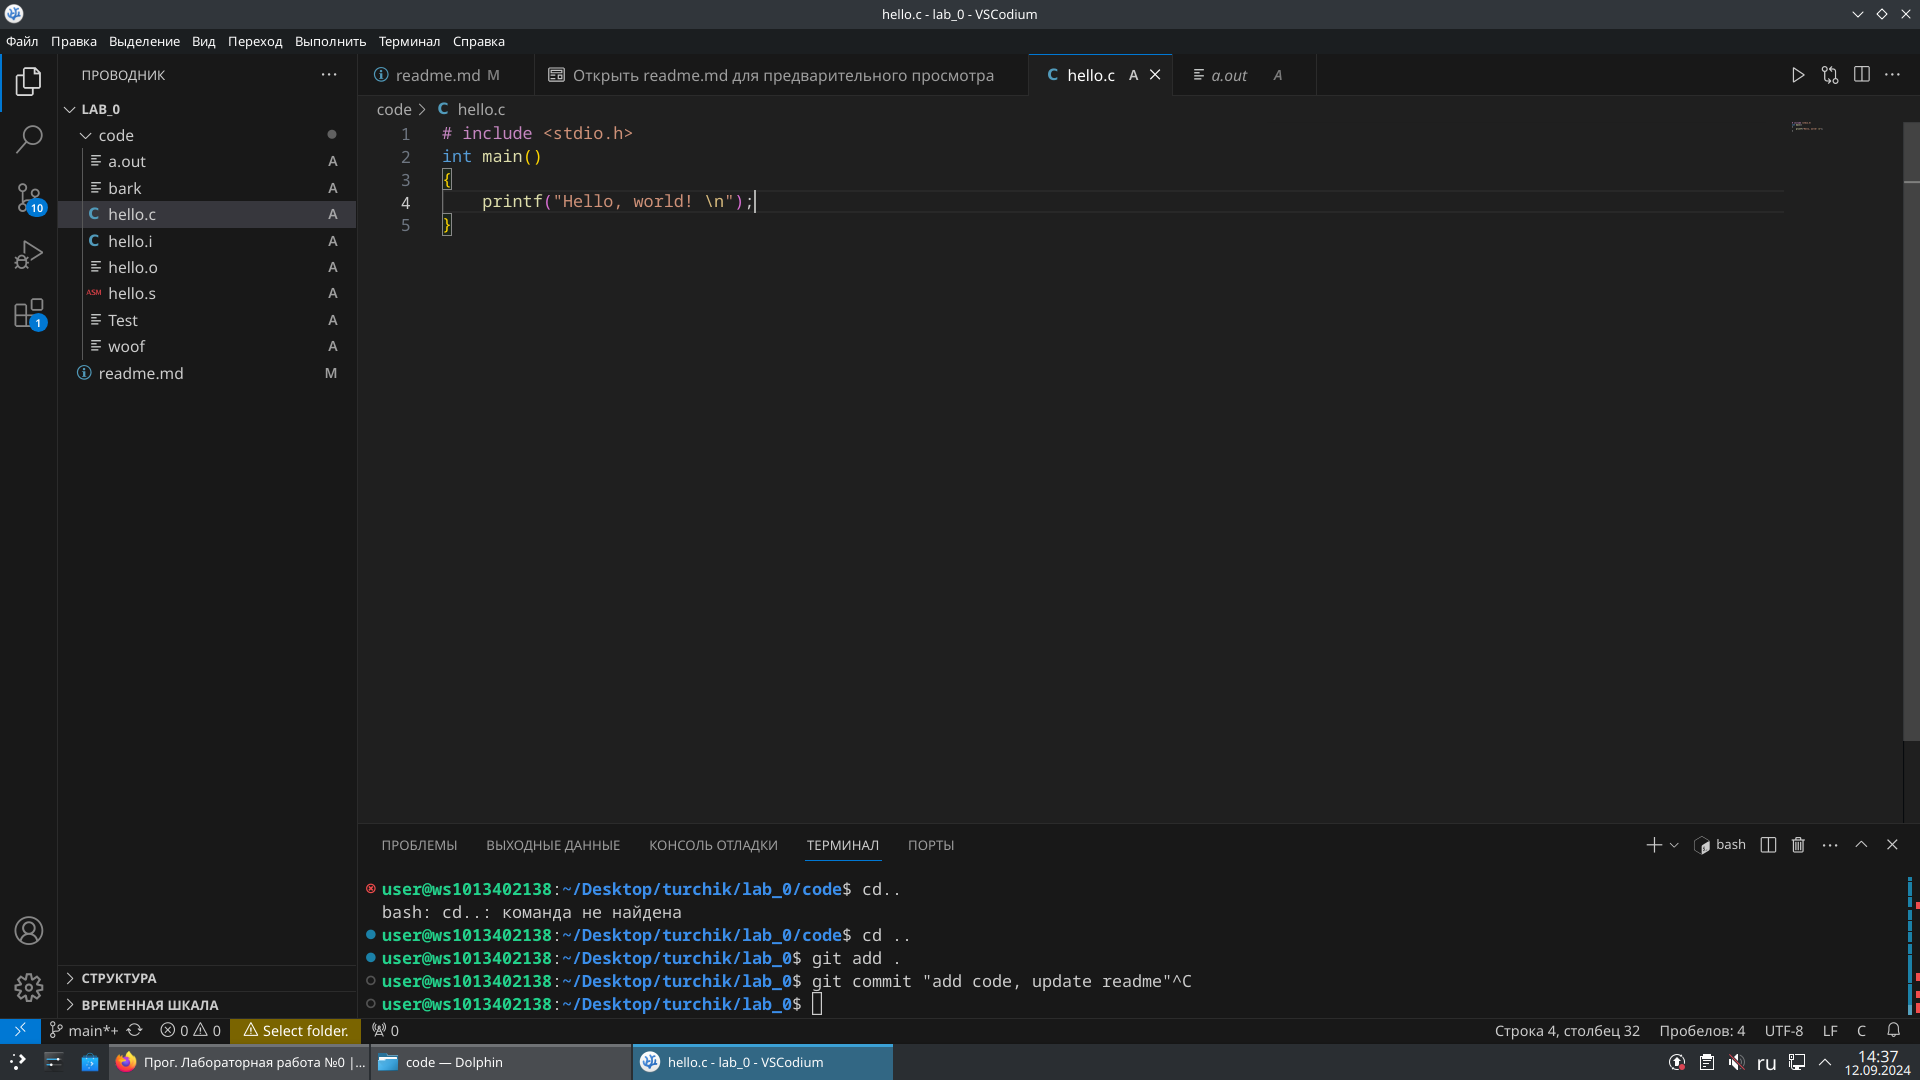 hello.c - lab_0 - VSCodium
Файл Правка Выделение Вид Переход Выполнить Терминал Справка
ПРОВОДНИК
readme.md M
Открыть readme.md для предварительного просмотра
C hello.c A
a.out A
LAB_0
code
a.out A
bark A
C hello.c A
C hello.i A
hello.o A
ASM hello.s A
Test A
woof A
readme.md M
10
1
code > C hello.c
1 # include <stdio.h>
2 int main()
3 {
4 printf("Hello, world! \n");
5 }
ПРОБЛЕМЫ ВЫХОДНЫЕ ДАННЫЕ КОНСОЛЬ ОТЛАДКИ ТЕРМИНАЛ ПОРТЫ
bash
user@ws1013402138:~/Desktop/turchik/lab_0/code$ cd..
bash: cd..: команда не найдена
user@ws1013402138:~/Desktop/turchik/lab_0/code$ cd ..
user@ws1013402138:~/Desktop/turchik/lab_0$ git add .
user@ws1013402138:~/Desktop/turchik/lab_0$ git commit "add code, update readme"^C
user@ws1013402138:~/Desktop/turchik/lab_0$
СТРУКТУРА
ВРЕМЕННАЯ ШКАЛА
main*+ 0 0 Select folder. 0
Строка 4, столбец 32 Пробелов: 4 UTF-8 LF C
Прог. Лабораторная работа №0 |...
code — Dolphin
hello.c - lab_0 - VSCodium
ru
14:37
12.09.2024